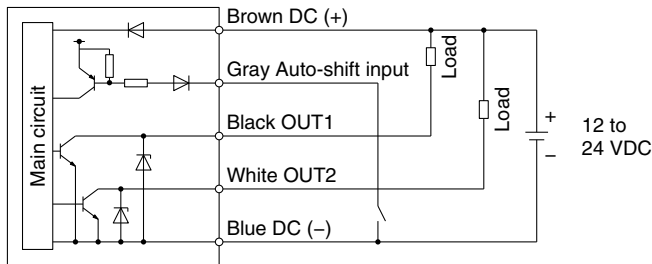 Brown DC (+)
Gray Auto-shift input
Black OUT1
White OUT2
Blue DC (−)
Main circuit
Load
Load
+
−
12 to
24 VDC